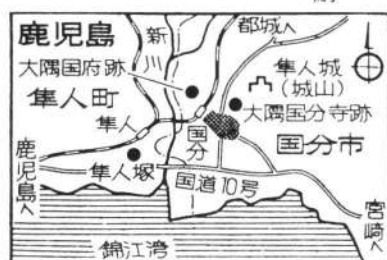 鹿児島
新川
都城へ
大隅国府跡
隼人城
(城山)
隼人町
大隅国分寺跡
隼人
国分
国分市
隼人塚
国道10号
鹿児島へ
宮崎へ
錦江湾